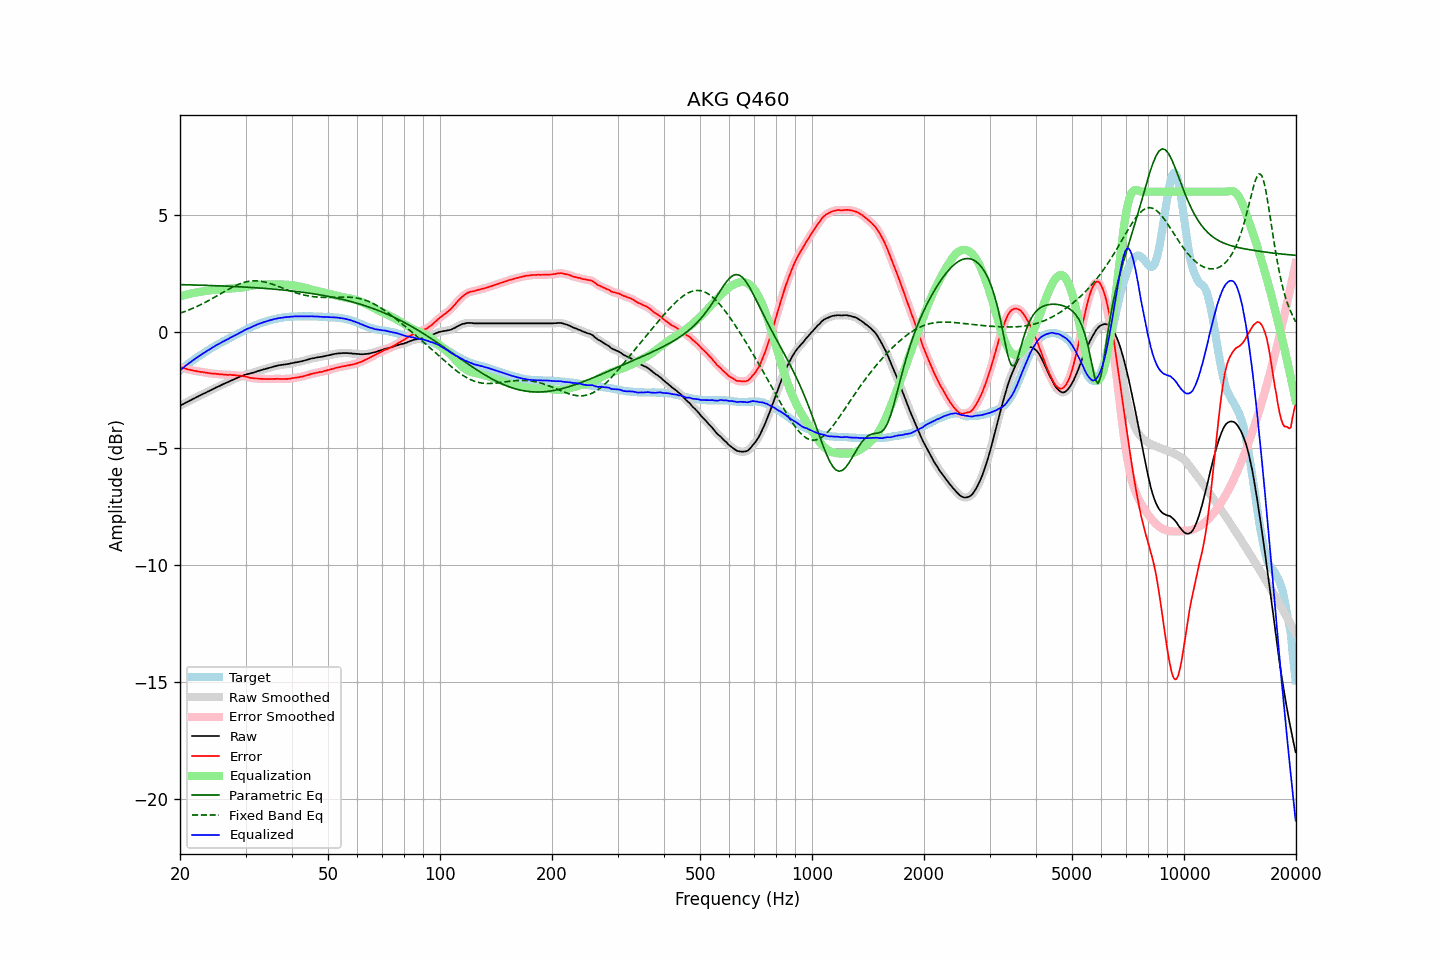 AKG Q460
Amplitude (dBr)
5
0
−5
−10
−15
−20
Target
Raw Smoothed
Error Smoothed
Raw
Error
Equalization
Parametric Eq
Fixed Band Eq
Equalized
20 50 100 200 500 1000 2000 5000 10000 20000
Frequency (Hz)